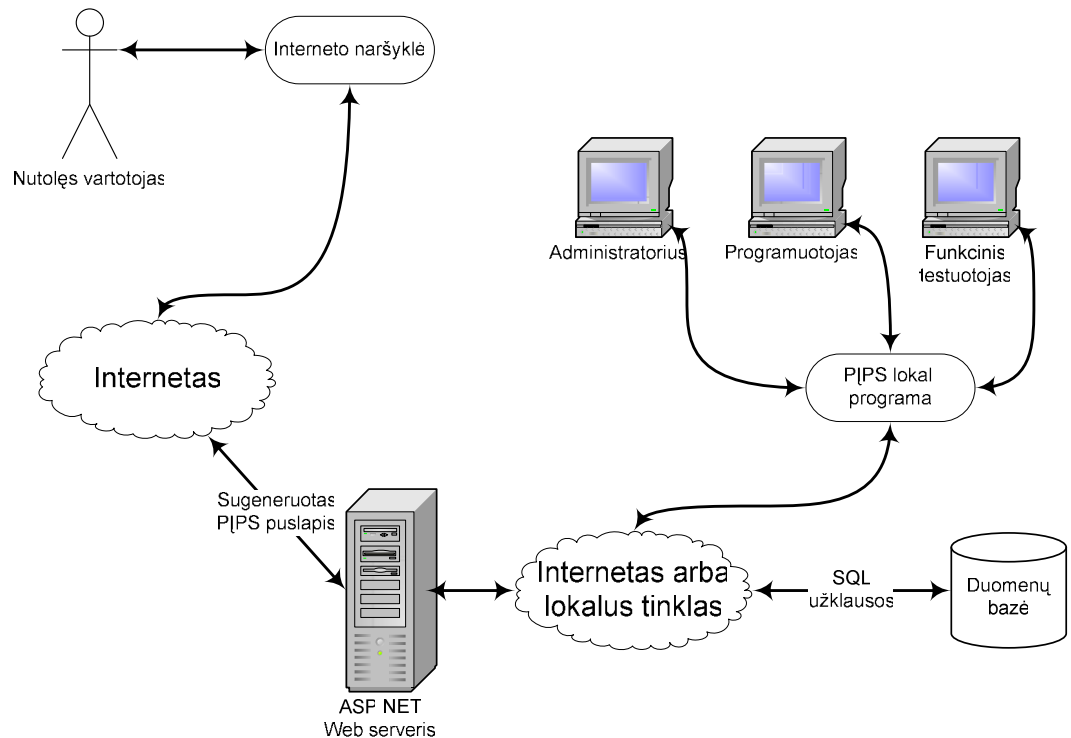 Interneto naršyklė
Nutolęs vartotojas
Administratorius
Programuotojas
Funkcinis
testuotojas
Internetas
PĮPS lokal
programa
Sugeneruotas
PĮPS puslapis
Internetas arba
lokalus tinklas
SQL
užklausos
Duomenų
bazė
ASP NET
Web serveris